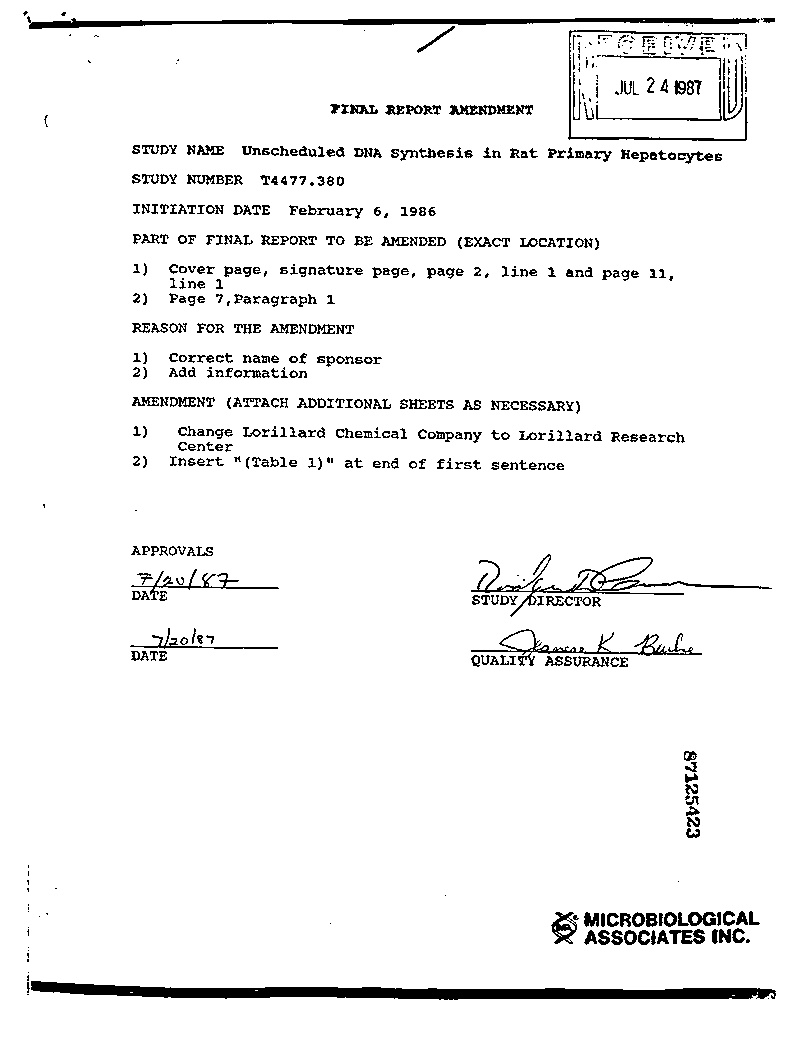 RECEIVED
JUL 24 1987
FINAL REPORT AMENDMENT
STUDY NAME Unscheduled DNA Synthesis in Rat Primary Hepatocytes
STUDY NUMBER T4477.380
INITIATION DATE February 6, 1986
PART OF FINAL REPORT TO BE AMENDED (EXACT LOCATION)
1) Cover page, signature page, page 2, line 1 and page 11,
line 1
2) Page 7,Paragraph 1
REASON FOR THE AMENDMENT
1) Correct name of sponsor
2) Add information
AMENDMENT (ATTACH ADDITIONAL SHEETS AS NECESSARY)
1) Change Lorillard Chemical Company to Lorillard Research
Center
2) Insert "(Table 1)" at end of first sentence
APPROVALS
7/20/87
DATE
STUDY DIRECTOR
7/20/87
DATE
K
QUALITY ASSURANCE
87125423
MICROBIOLOGICAL
ASSOCIATES INC.